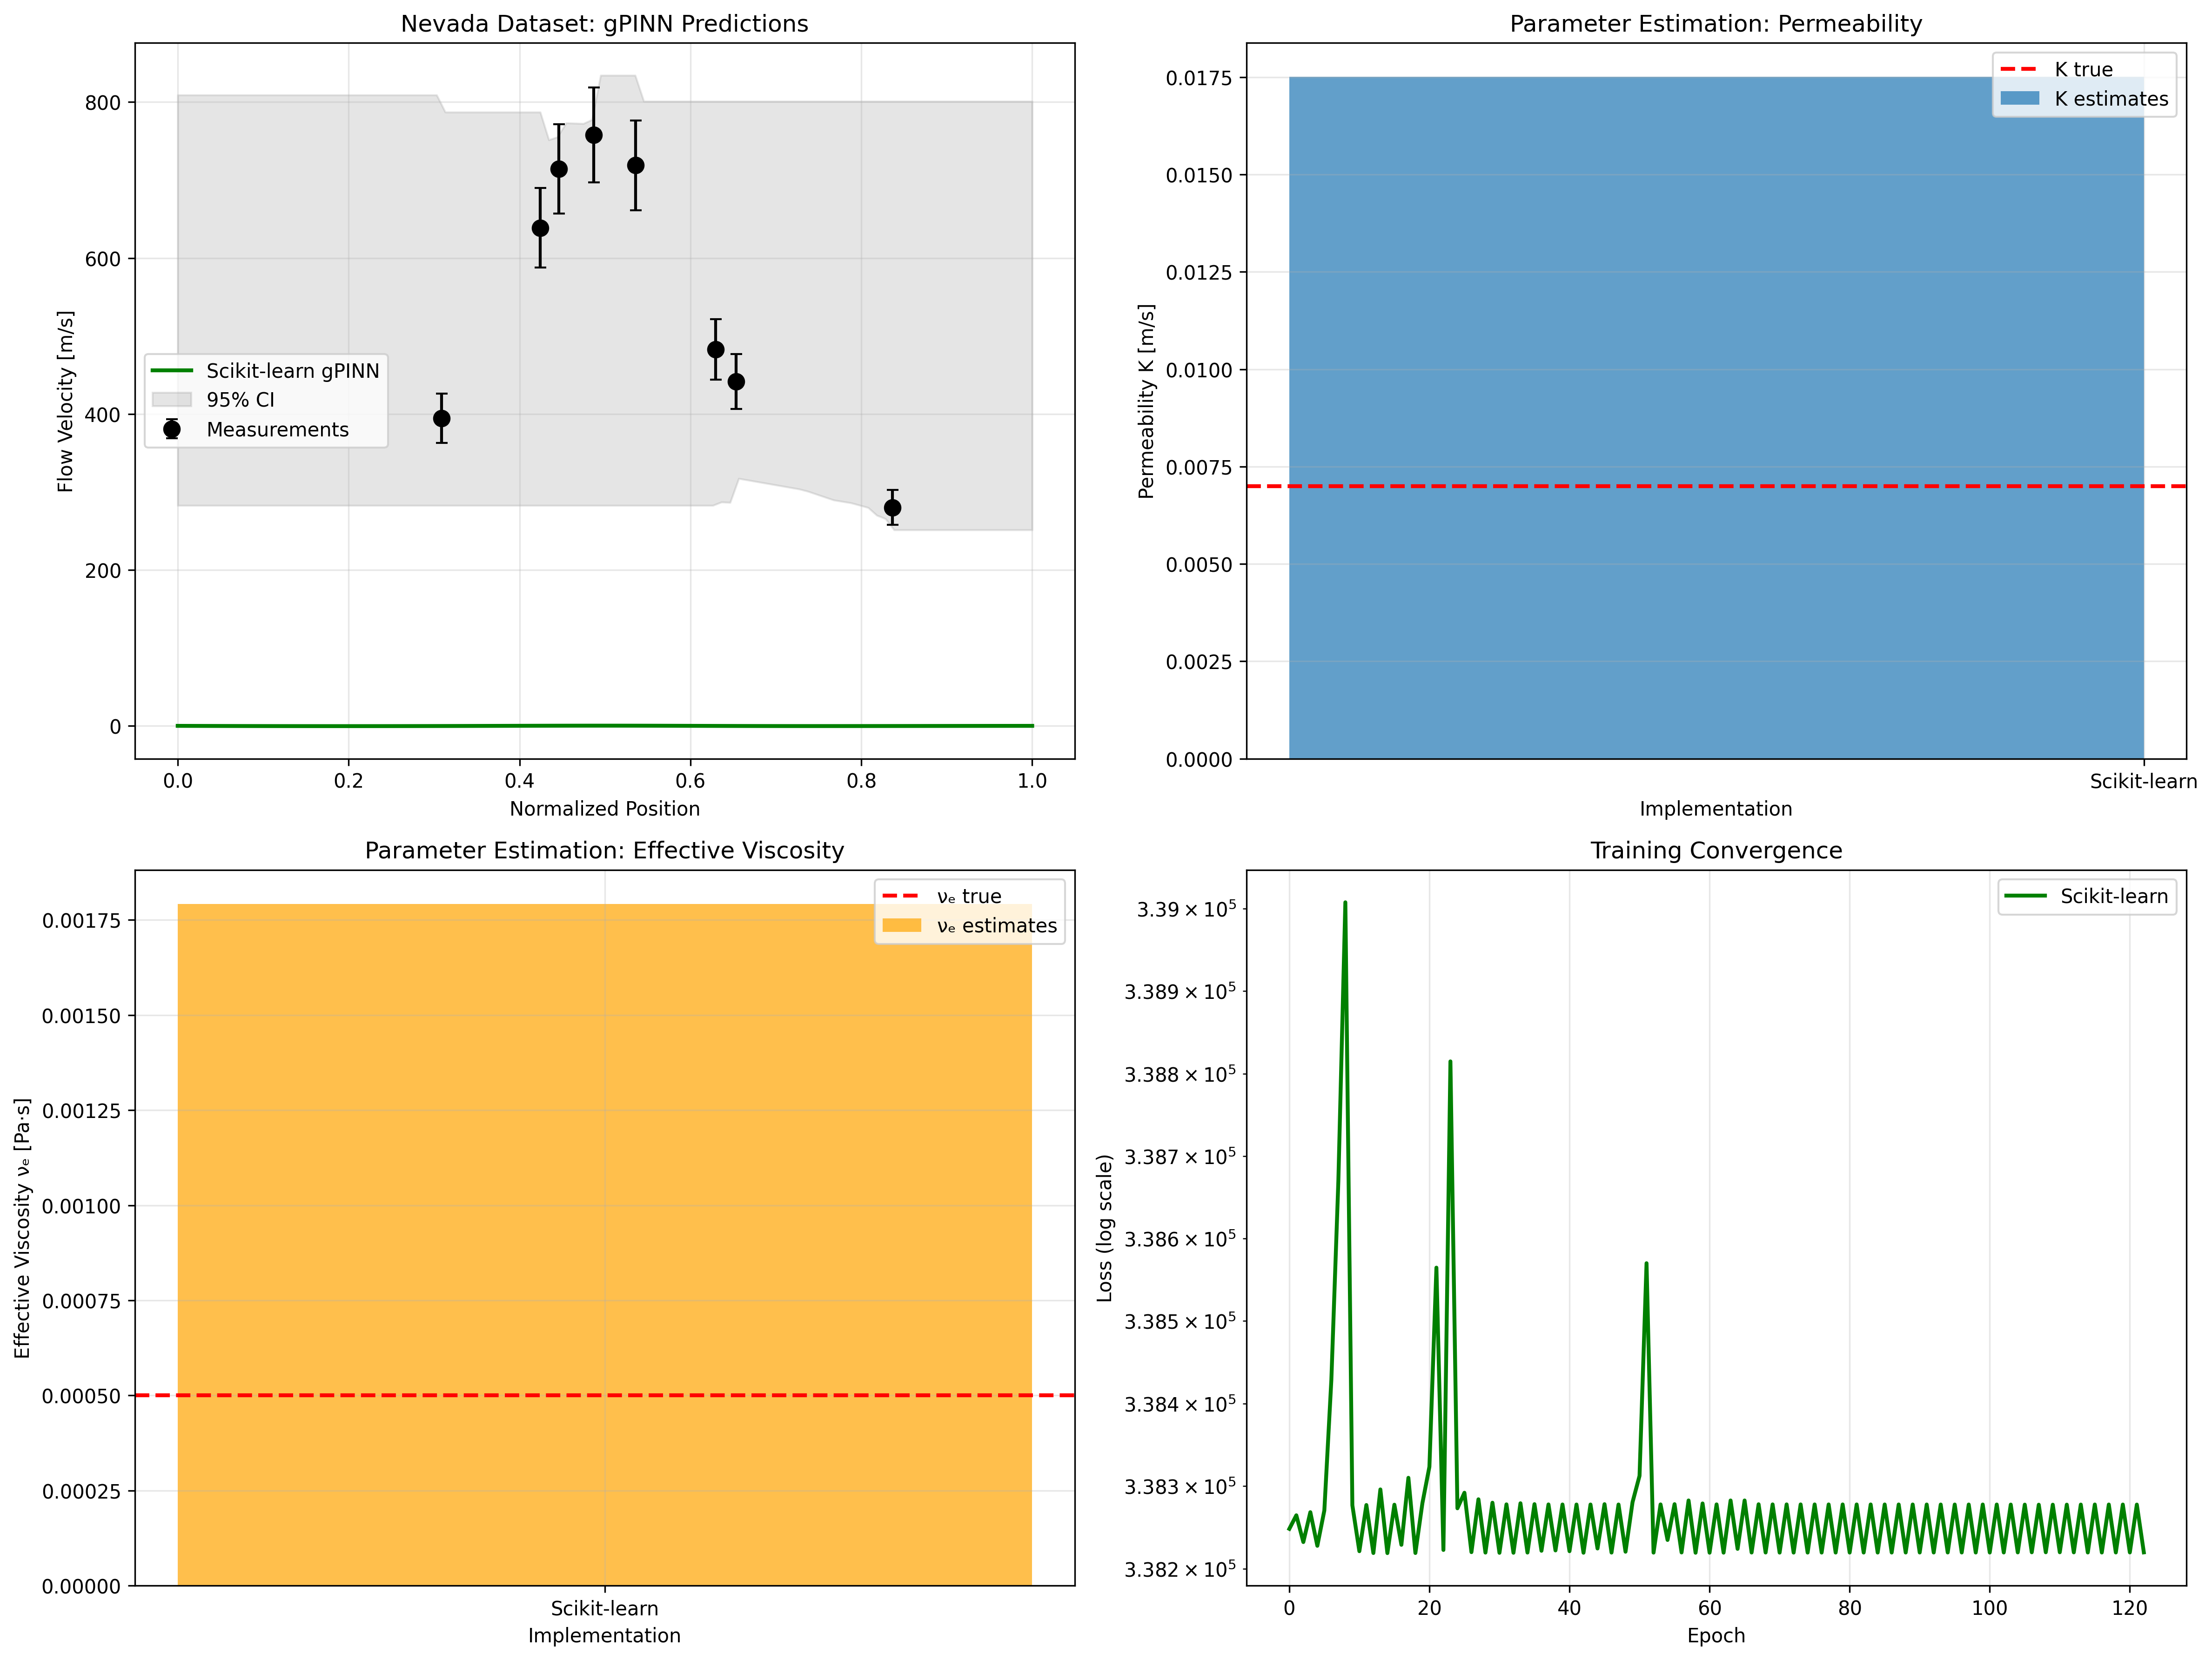 Nevada Dataset: gPINN Predictions
Flow Velocity [m/s]
800
600
400
200
0
Scikit-learn gPINN
95% CI
Measurements
0.0 0.2 0.4 0.6 0.8 1.0
Normalized Position
Parameter Estimation: Permeability
Permeability K [m/s]
0.0175
0.0150
0.0125
0.0100
0.0075
0.0050
0.0025
0.0000
K true
K estimates
Scikit-learn
Implementation
Parameter Estimation: Effective Viscosity
Effective Viscosity νₑ [Pa·s]
0.00175
0.00150
0.00125
0.00100
0.00075
0.00050
0.00025
0.00000
νₑ true
νₑ estimates
Scikit-learn
Implementation
Training Convergence
Loss (log scale)
3.39 × 10⁵
3.389 × 10⁵
3.388 × 10⁵
3.387 × 10⁵
3.386 × 10⁵
3.385 × 10⁵
3.384 × 10⁵
3.383 × 10⁵
3.382 × 10⁵
Scikit-learn
0 20 40 60 80 100 120
Epoch